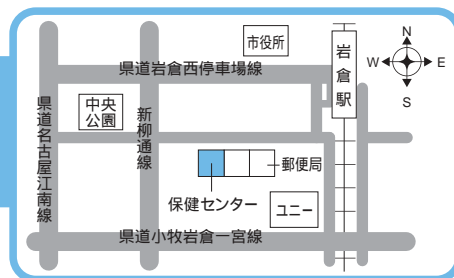 市役所
岩倉駅
N
W
E
S
県道岩倉西停車場線
中央
公園
新柳通線
県道名古屋江南線
郵便局
保健センター
ユニー
県道小牧岩倉一宮線